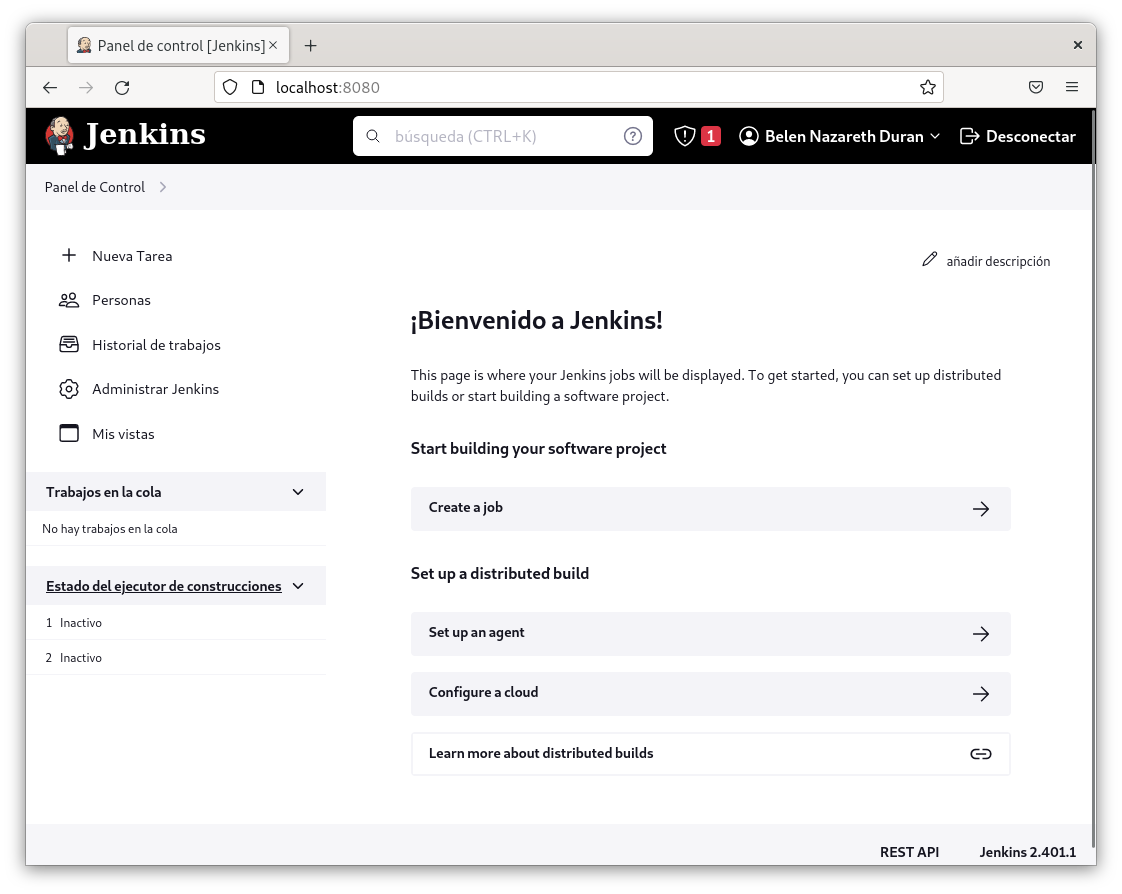 Panel de control [Jenkins]
localhost:8080
Jenkins
búsqueda (CTRL+K)
1
Belen Nazareth Duran
Desconectar
Panel de Control
Nueva Tarea
Personas
Historial de trabajos
Administrar Jenkins
Mis vistas
Trabajos en la cola
No hay trabajos en la cola
Estado del ejecutor de construcciones
1 Inactivo
2 Inactivo
añadir descripción
¡Bienvenido a Jenkins!
This page is where your Jenkins jobs will be displayed. To get started, you can set up distributed
builds or start building a software project.
Start building your software project
Create a job
Set up a distributed build
Set up an agent
Configure a cloud
Learn more about distributed builds
REST API
Jenkins 2.401.1